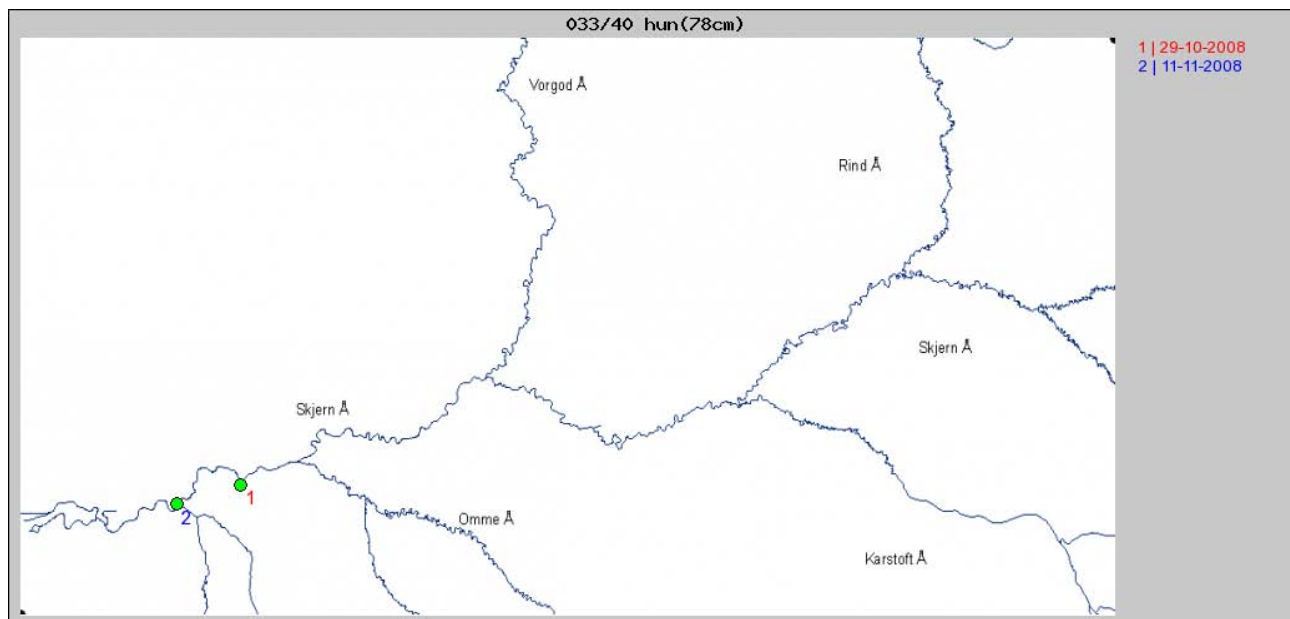 033/40 hun(78cm)
1 | 29-10-2008
2 | 11-11-2008
Vorgod Å
Rind Å
Skjern Å
Skjern Å
1
2
Omme Å
Karstoft Å